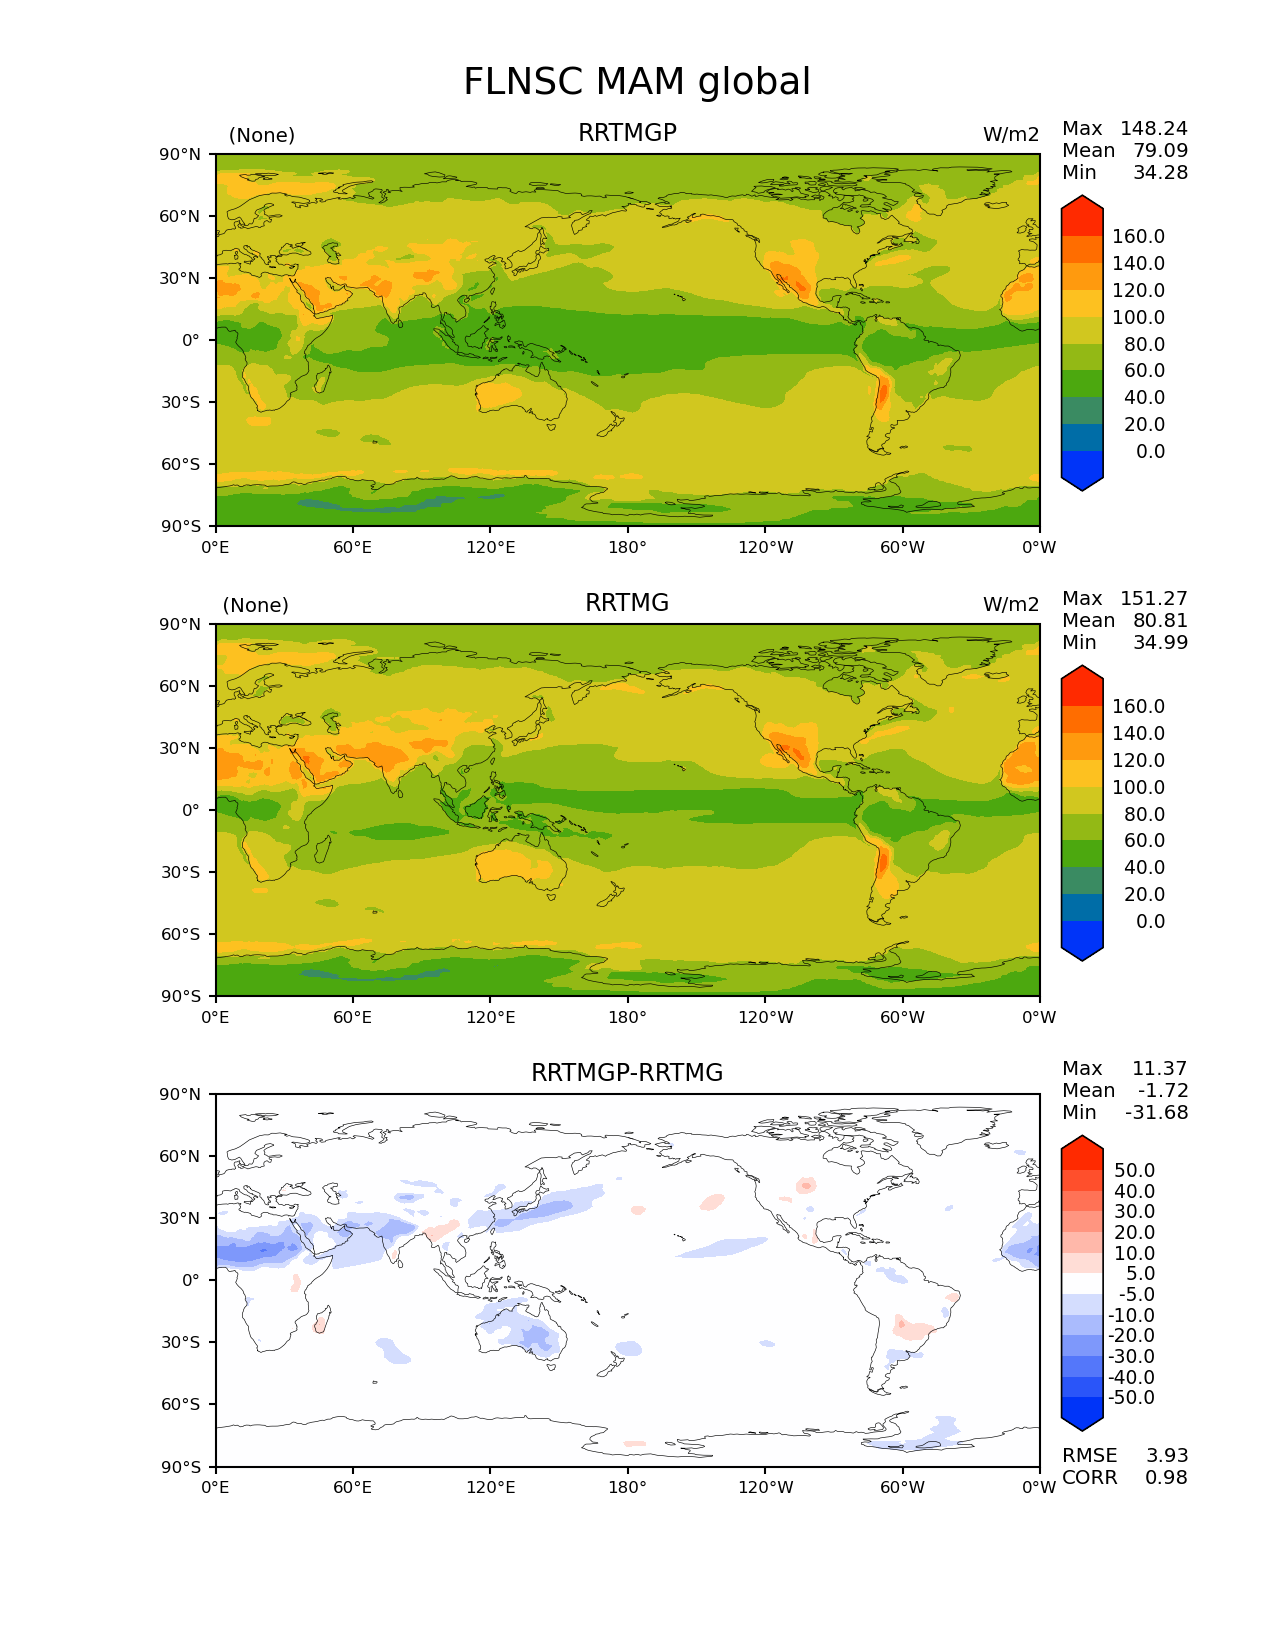 FLNSC MAM global
(None) RRTMGP W/m2
Max 148.24
Mean 79.09
Min 34.28
90°N
60°N
30°N
0°
30°S
60°S
90°S
0°E 60°E 120°E 180° 120°W 60°W 0°W
160.0
140.0
120.0
100.0
80.0
60.0
40.0
20.0
0.0
(None) RRTMG W/m2
Max 151.27
Mean 80.81
Min 34.99
90°N
60°N
30°N
0°
30°S
60°S
90°S
0°E 60°E 120°E 180° 120°W 60°W 0°W
160.0
140.0
120.0
100.0
80.0
60.0
40.0
20.0
0.0
RRTMGP-RRTMG
Max 11.37
Mean -1.72
Min -31.68
90°N
60°N
30°N
0°
30°S
60°S
90°S
0°E 60°E 120°E 180° 120°W 60°W 0°W
50.0
40.0
30.0
20.0
10.0
5.0
-5.0
-10.0
-20.0
-30.0
-40.0
-50.0
RMSE 3.93
CORR 0.98